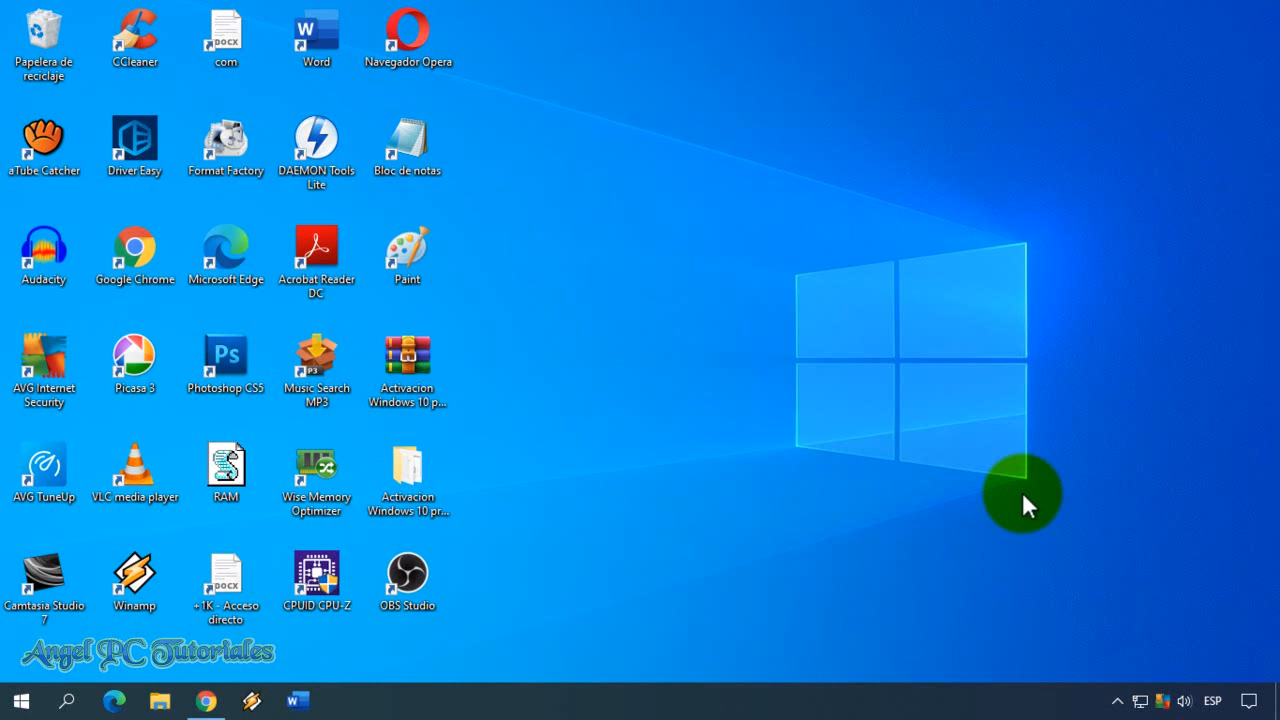 Papelera de
reciclaje
CCleaner
DOCX
com
W
Word
Navegador Opera
aTube Catcher
Driver Easy
Format Factory
DAEMON Tools
Lite
Bloc de notas
Audacity
Google Chrome
Microsoft Edge
Acrobat Reader
DC
Paint
AVG Internet
Security
Picasa 3
Ps
Photoshop CS5
P3
Music Search
MP3
Activacion
Windows 10 p...
AVG TuneUp
VLC media player
RAM
Wise Memory
Optimizer
Activacion
Windows 10 pr...
Camtasia Studio
7
Winamp
DOCX
+1K - Acceso
directo
CPUID CPU-Z
OBS Studio
Angel PC Tutoriales
W
ESP